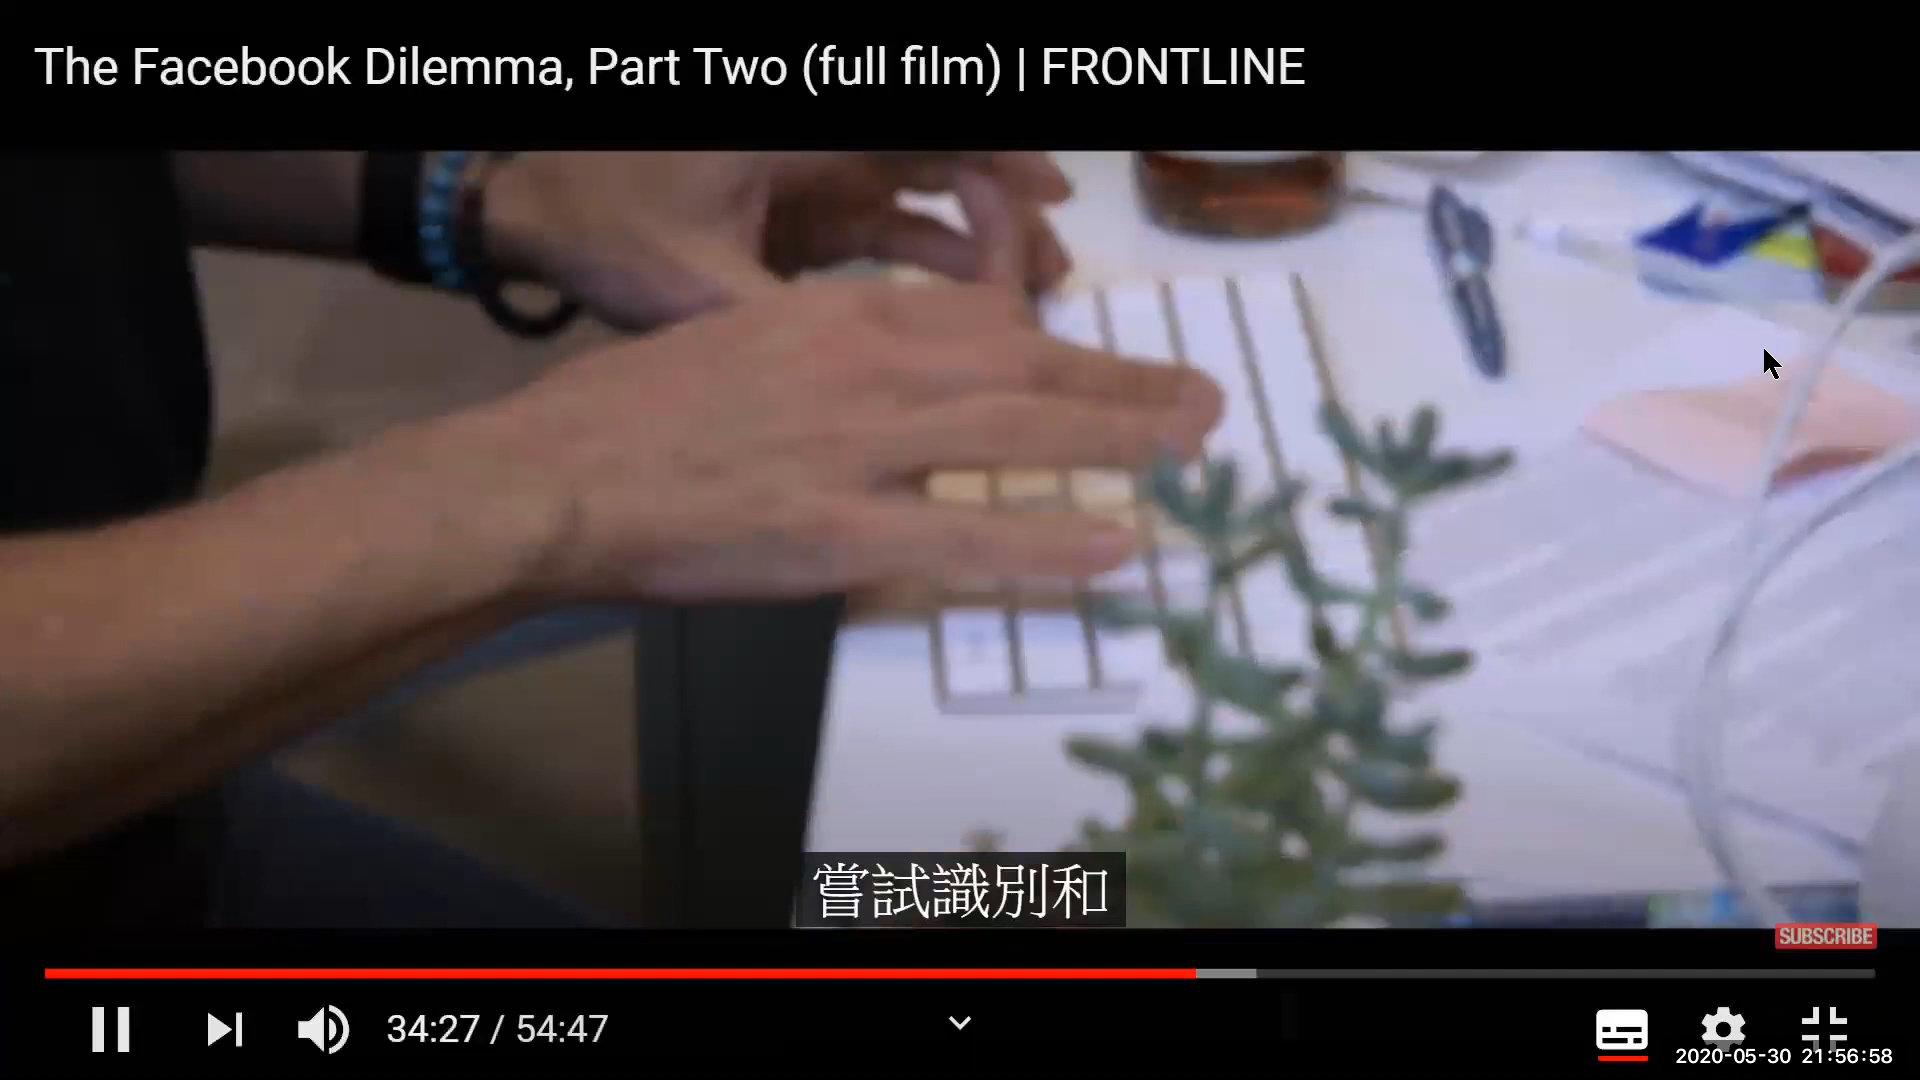 The Facebook Dilemma, Part Two (full film) | FRONTLINE
嘗試識別和
SUBSCRIBE
34:27 / 54:47
2020-05-30 21:56:58